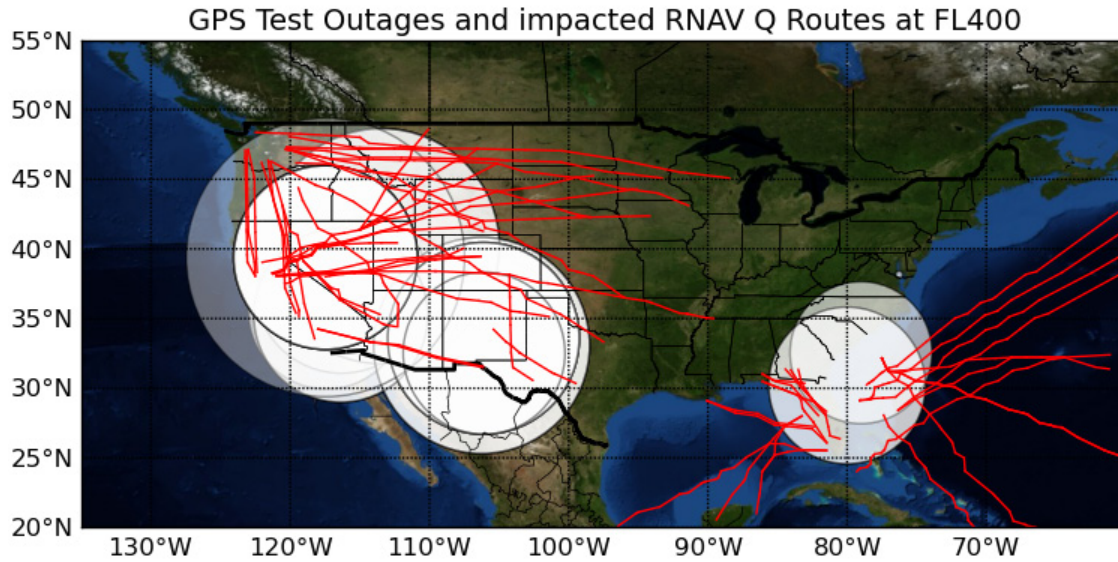 GPS Test Outages and impacted RNAV Q Routes at FL400
55°N
50°N
45°N
40°N
35°N
30°N
25°N
20°N
130°W 120°W 110°W 100°W 90°W 80°W 70°W